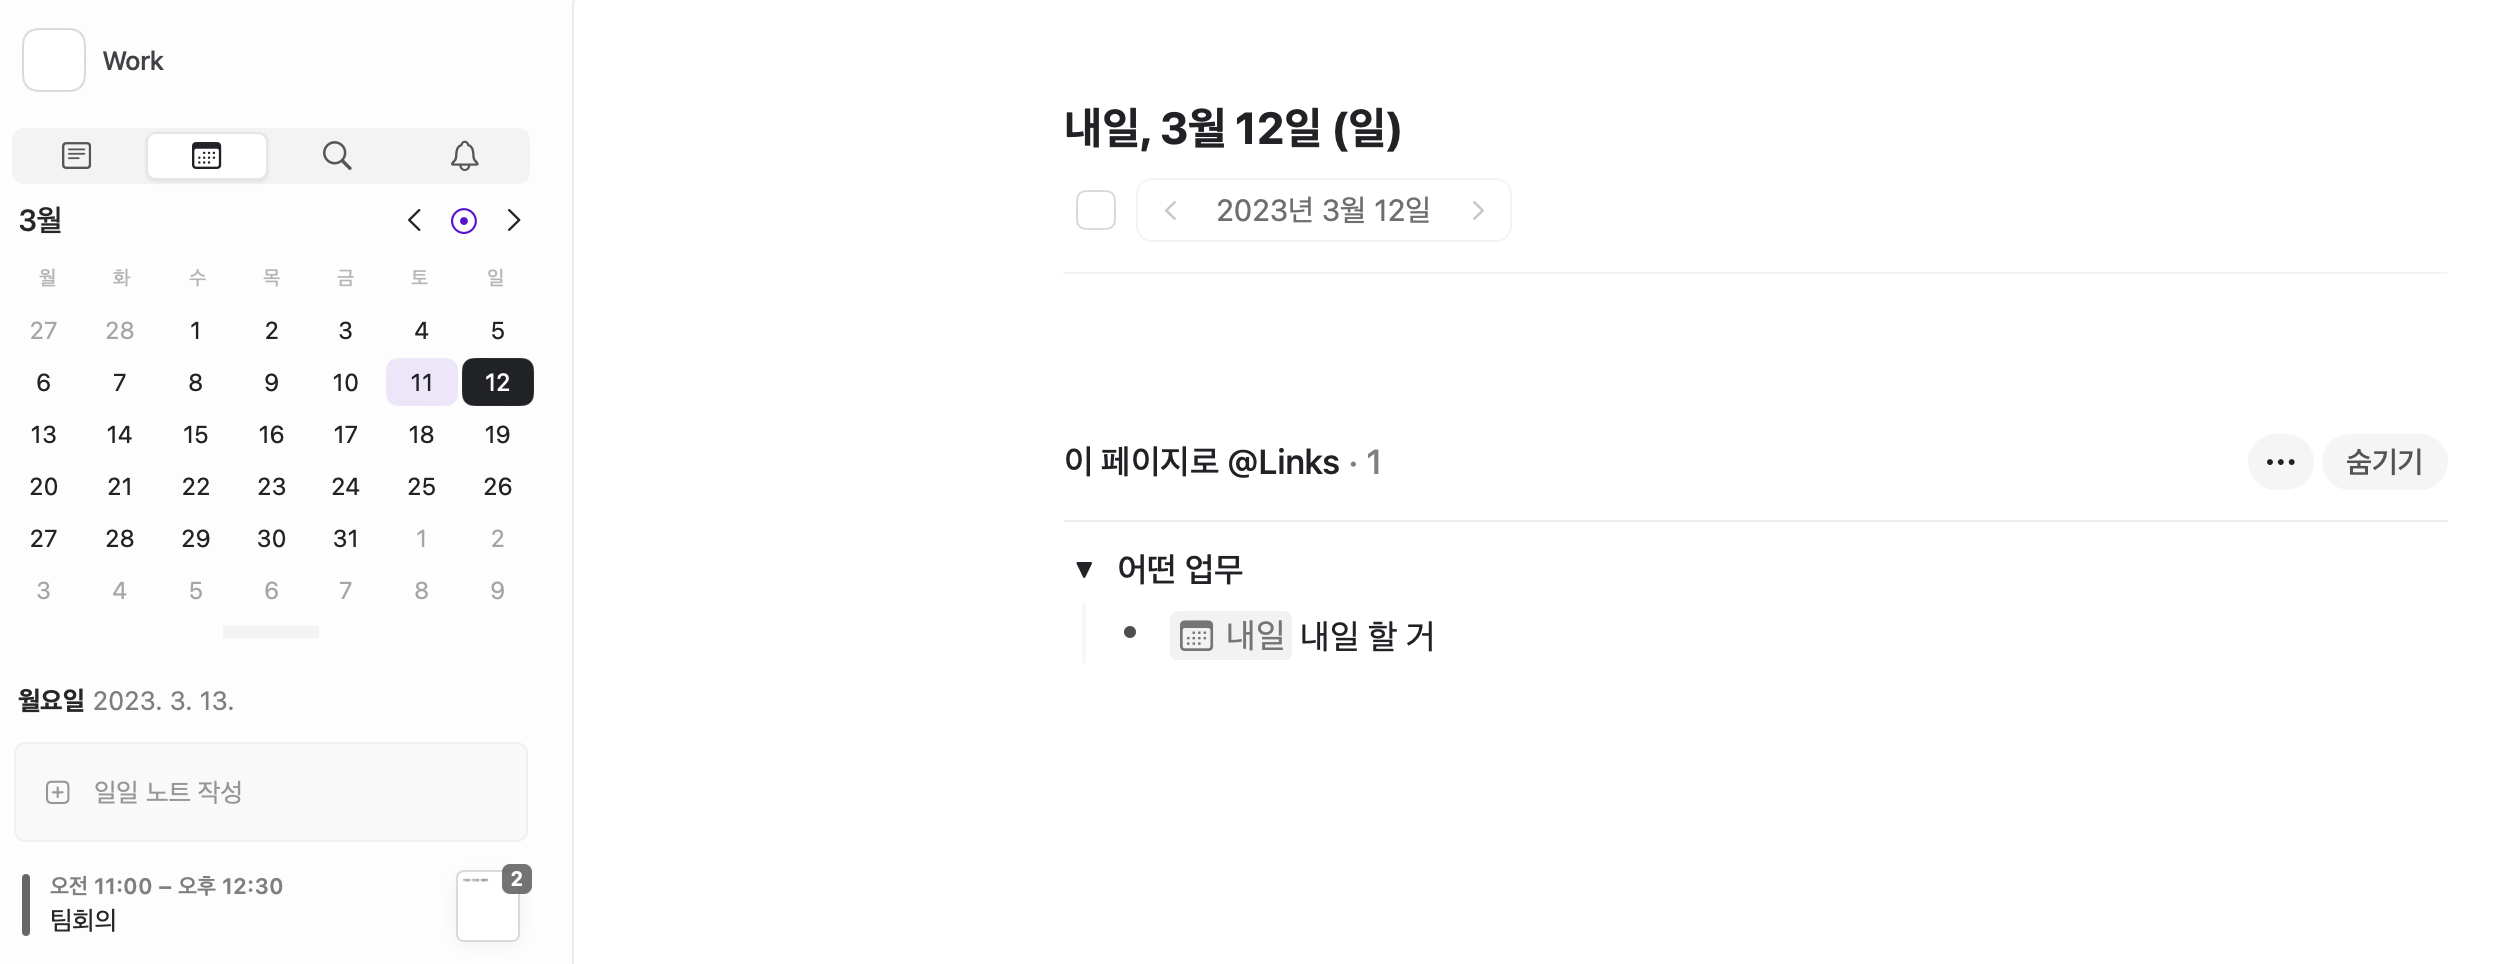 Work
3월
월 화 수 목 금 토 일
27 28 1 2 3 4 5
6 7 8 9 10 11 12
13 14 15 16 17 18 19
20 21 22 23 24 25 26
27 28 29 30 31 1 2
3 4 5 6 7 8 9
월요일 2023. 3. 13.
일일 노트 작성
오전 11:00 – 오후 12:30
팀회의
2
내일, 3월 12일 (일)
2023년 3월 12일
이 페이지로 @Links · 1
숨기기
어떤 업무
내일 내일 할 거